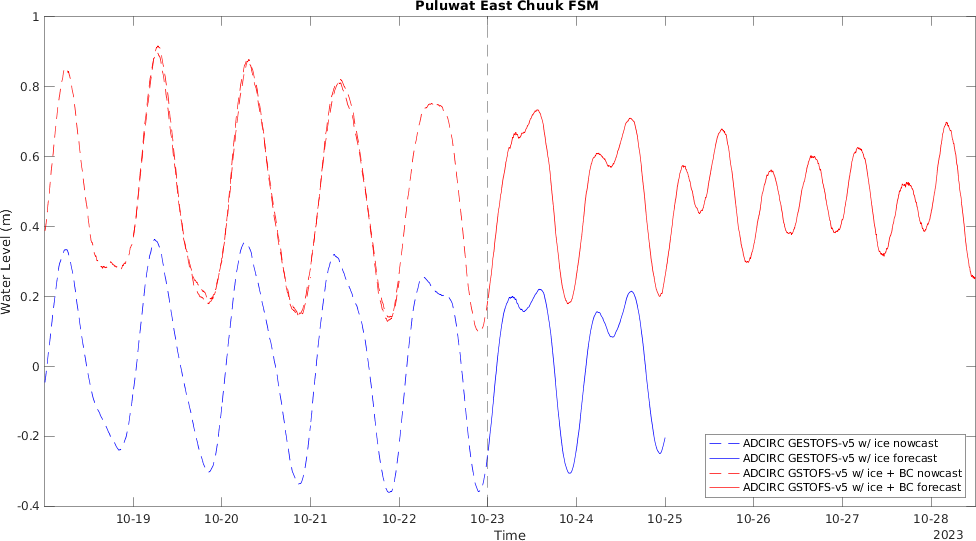 Puluwat East Chuuk FSM
1
0.8
0.6
0.4
0.2
0
-0.2
-0.4
Water Level (m)
ADCIRC GESTOFS-v5 w/ ice nowcast
ADCIRC GESTOFS-v5 w/ ice forecast
ADCIRC GSTOFS-v5 w/ ice + BC nowcast
ADCIRC GSTOFS-v5 w/ ice + BC forecast
10-19 10-20 10-21 10-22 10-23 10-24 10-25 10-26 10-27 10-28
Time
2023